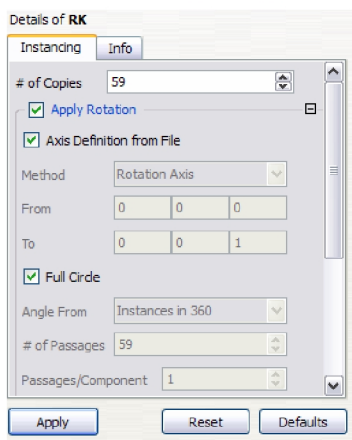 Details of RK
Instancing Info
# of Copies 59
Apply Rotation
Axis Definition from File
Method Rotation Axis
From 0 0 0
To 0 0 1
Full Circle
Angle From Instances in 360
# of Passages 59
Passages/Component 1
Apply Reset Defaults